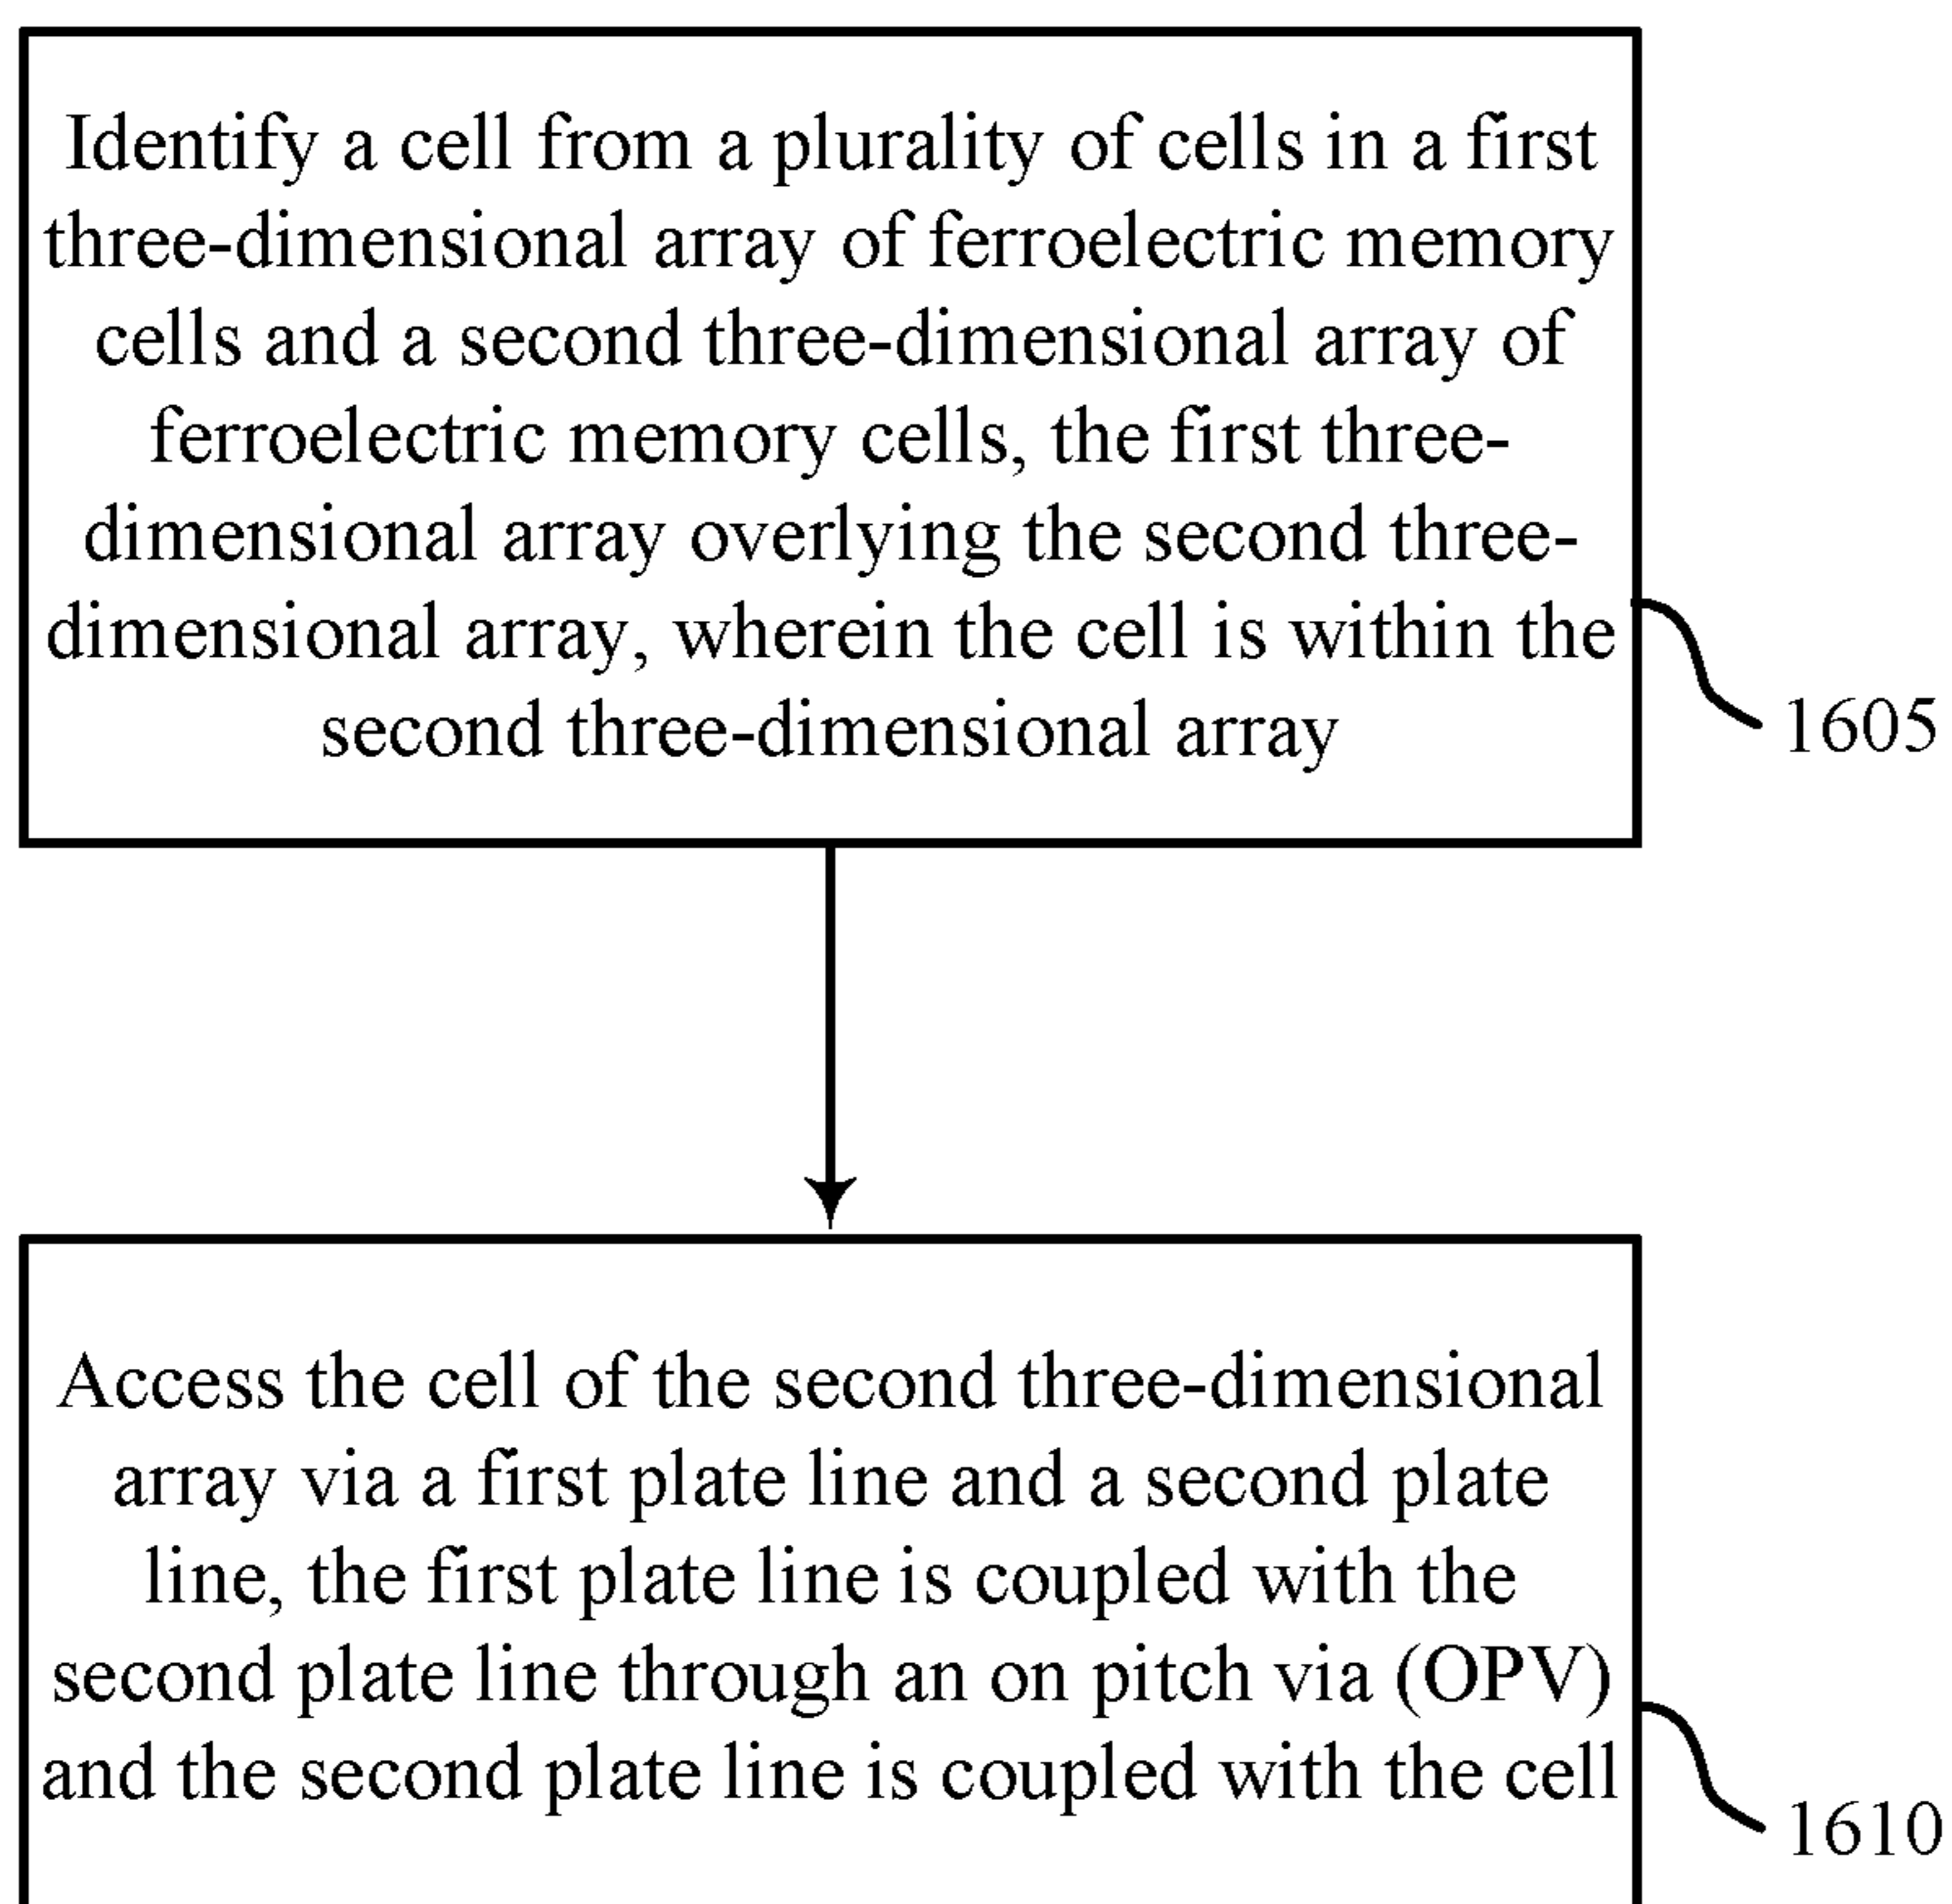 Identify a cell from a plurality of cells in a first
three-dimensional array of ferroelectric memory
cells and a second three-dimensional array of
ferroelectric memory cells, the first three-
dimensional array overlying the second three-
dimensional array, wherein the cell is within the
second three-dimensional array
1605
Access the cell of the second three-dimensional
array via a first plate line and a second plate
line, the first plate line is coupled with the
second plate line through an on pitch via (OPV)
and the second plate line is coupled with the cell
1610